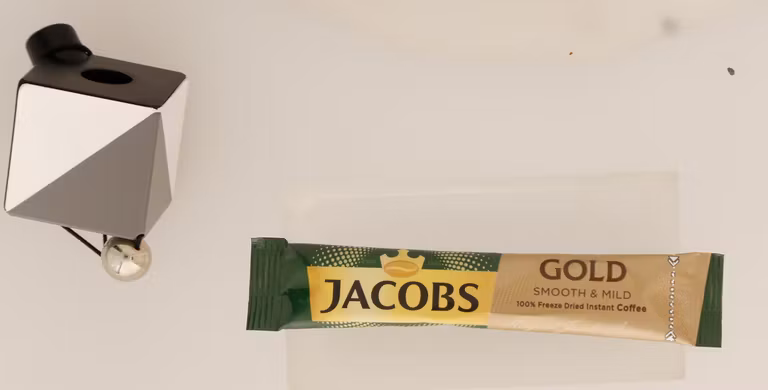 JACOBS
GOLD
SMOOTH & MILD
100% Freeze Dried Instant Coffee